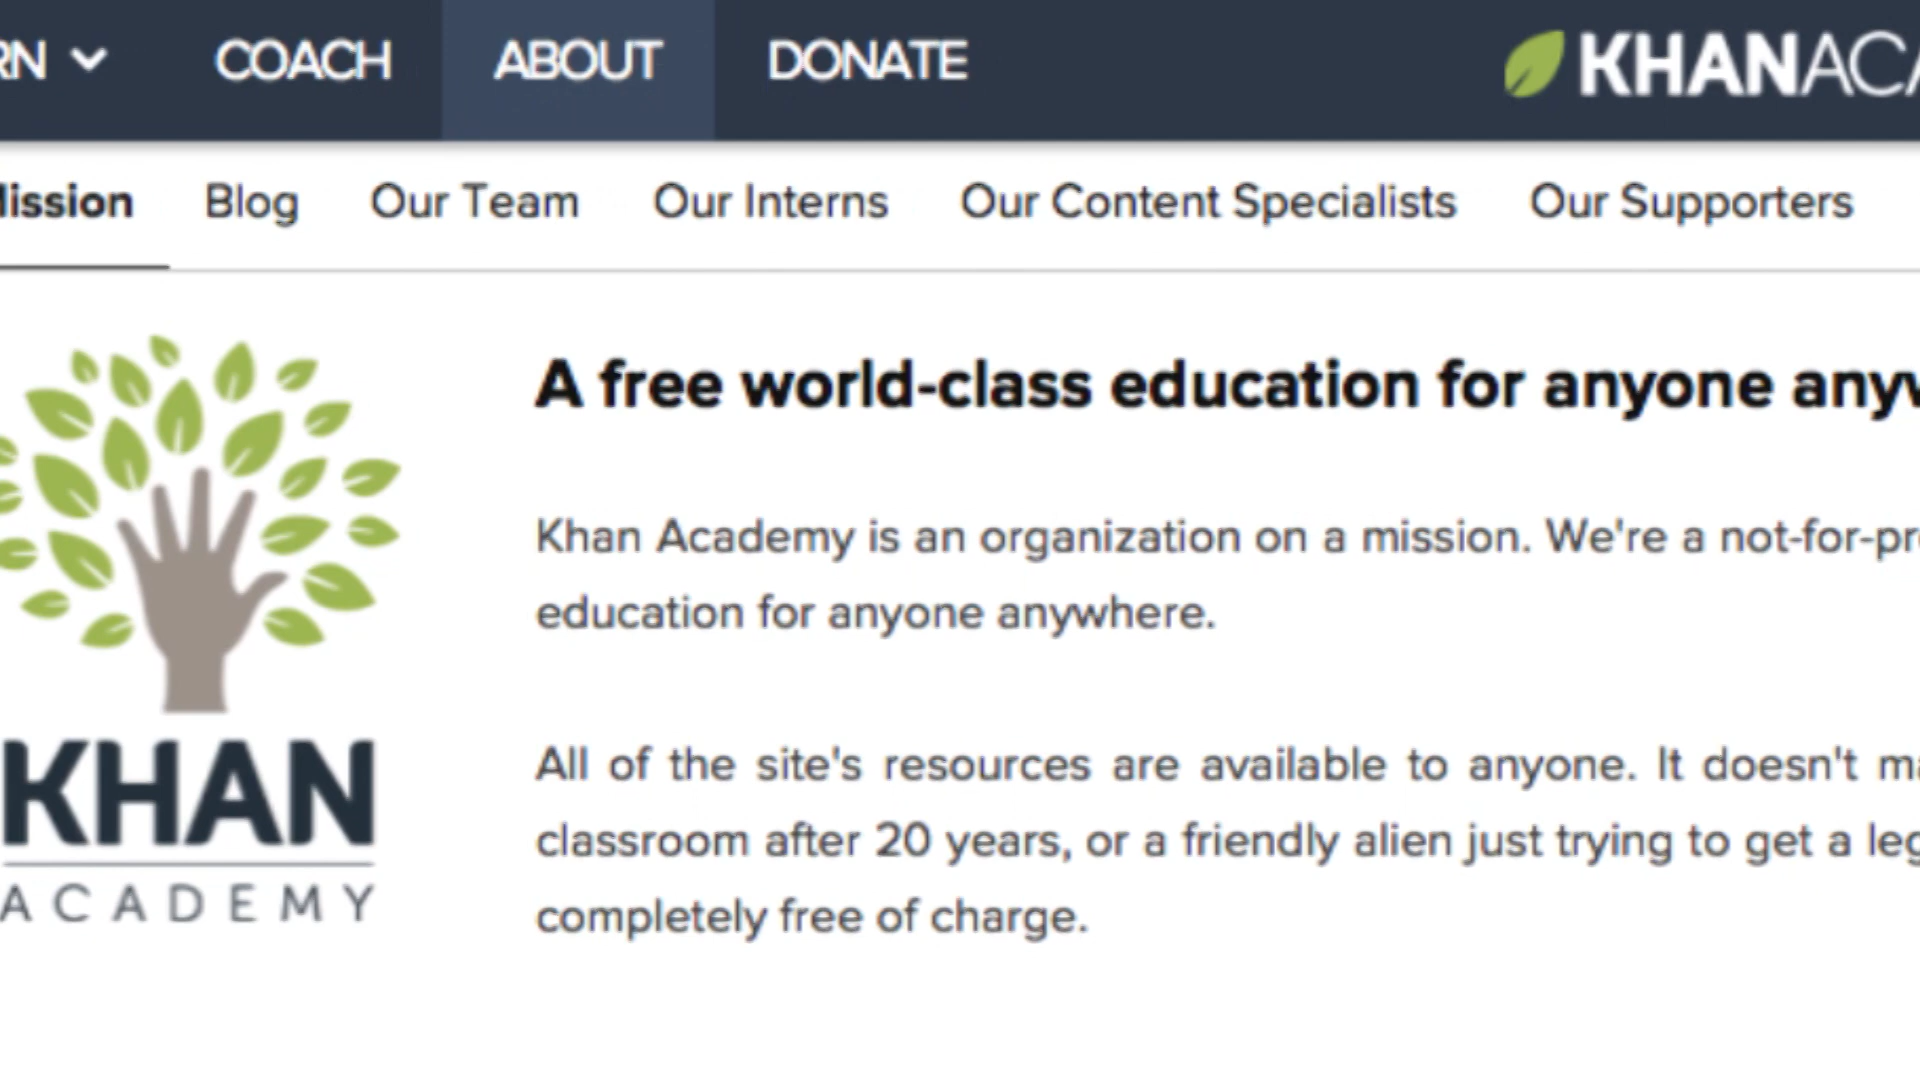 COACH ABOUT DONATE KHAN
Blog Our Team Our Interns Our Content Specialists Our Supporters
A free world-class education for anyone
Khan Academy is an organization on a mission. We're a
education for anyone anywhere.
All of the site's resources are available to anyone. It doesn't
classroom after 20 years, or a friendly alien just trying to get a
completely free of charge.
KHAN
ACADEMY